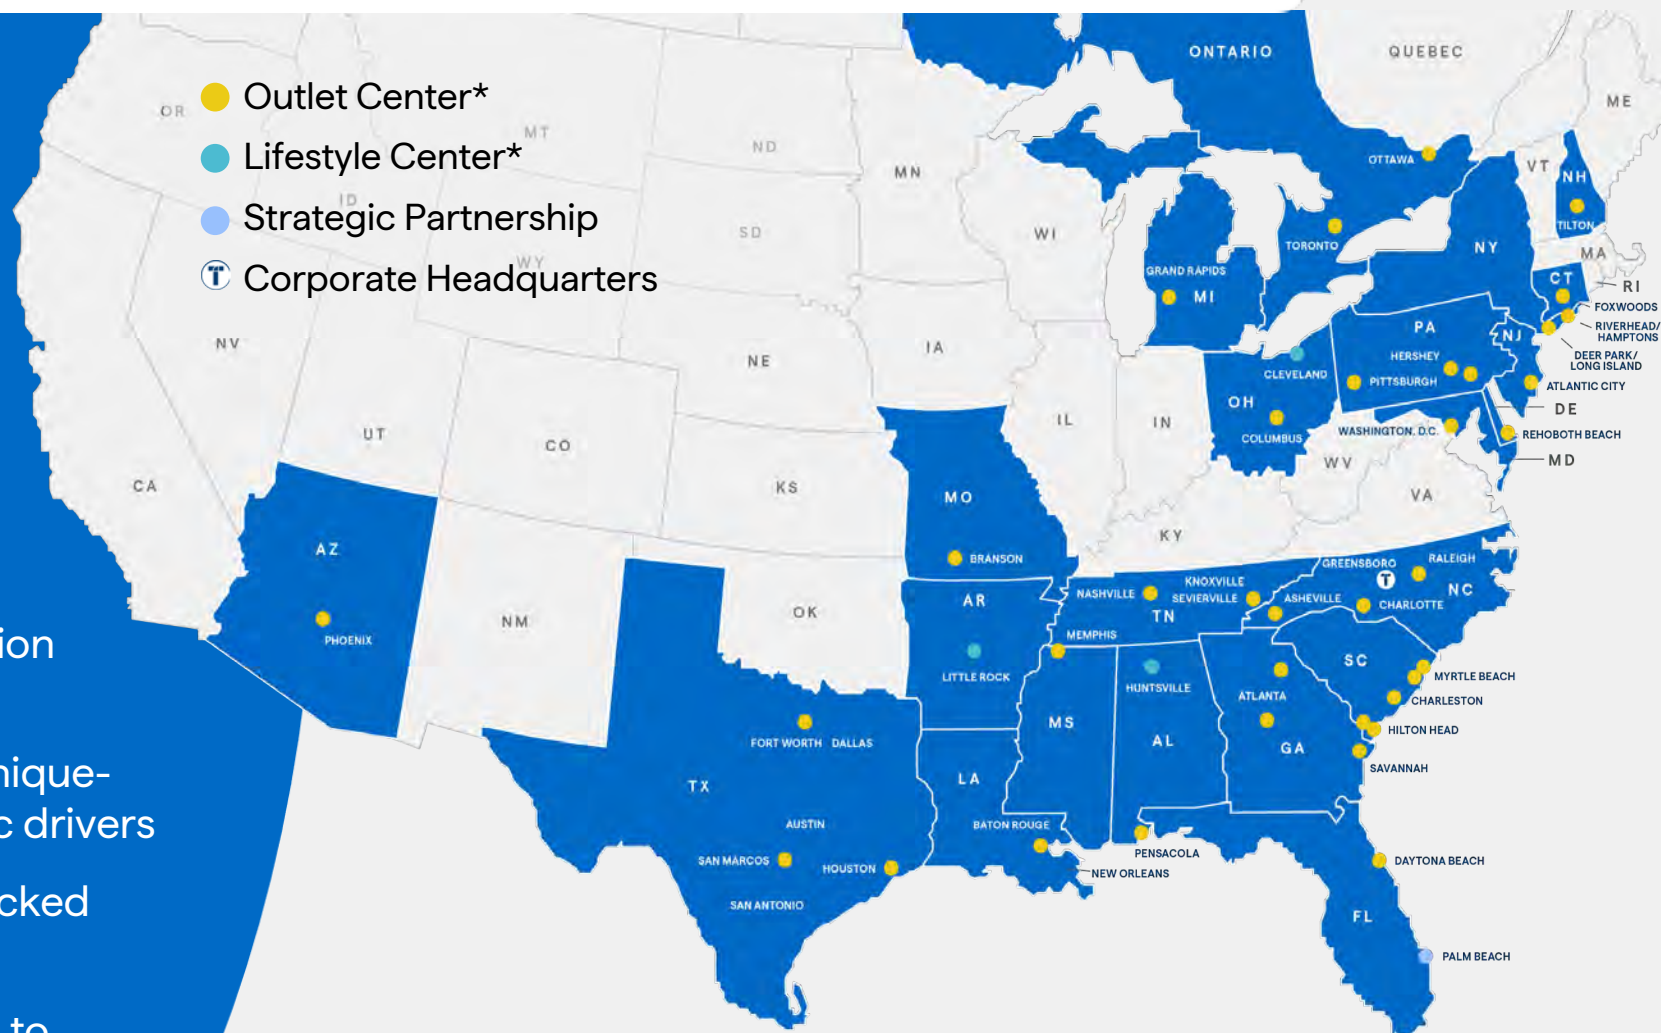 Outlet Center*
Lifestyle Center*
Strategic Partnership
T Corporate Headquarters
ONTARIO
QUEBEC
ME
OR
MT
ND
OTTAWA
VT
NH
MN
ID
TILTON
SD
WI
TORONTO
NY
MA
WY
GRAND RAPIDS
MI
CT
RI
FOXWOODS
RIVERHEAD/
HAMPTONS
PA
NJ
NV
IA
NE
HERSHEY
DEER PARK/
LONG ISLAND
CLEVELAND
PITTSBURGH
ATLANTIC CITY
OH
DE
IL
IN
UT
CO
COLUMBUS
WASHINGTON, D.C.
REHOBOTH BEACH
WV
MD
CA
KS
MO
VA
KY
AZ
BRANSON
GREENSBORO
RALEIGH
T
KNOXVILLE
NASHVILLE
SEVIERVILLE
ASHEVILLE
CHARLOTTE
NC
AR
OK
NM
TN
PHOENIX
MEMPHIS
SC
LITTLE ROCK
HUNTSVILLE
MYRTLE BEACH
ATLANTA
CHARLESTON
MS
AL
GA
HILTON HEAD
FORT WORTH DALLAS
SAVANNAH
LA
TX
AUSTIN
BATON ROUGE
PENSACOLA
SAN MARCOS
HOUSTON
NEW ORLEANS
DAYTONA BEACH
SAN ANTONIO
FL
PALM BEACH
ion
nique-
c drivers
cked
to